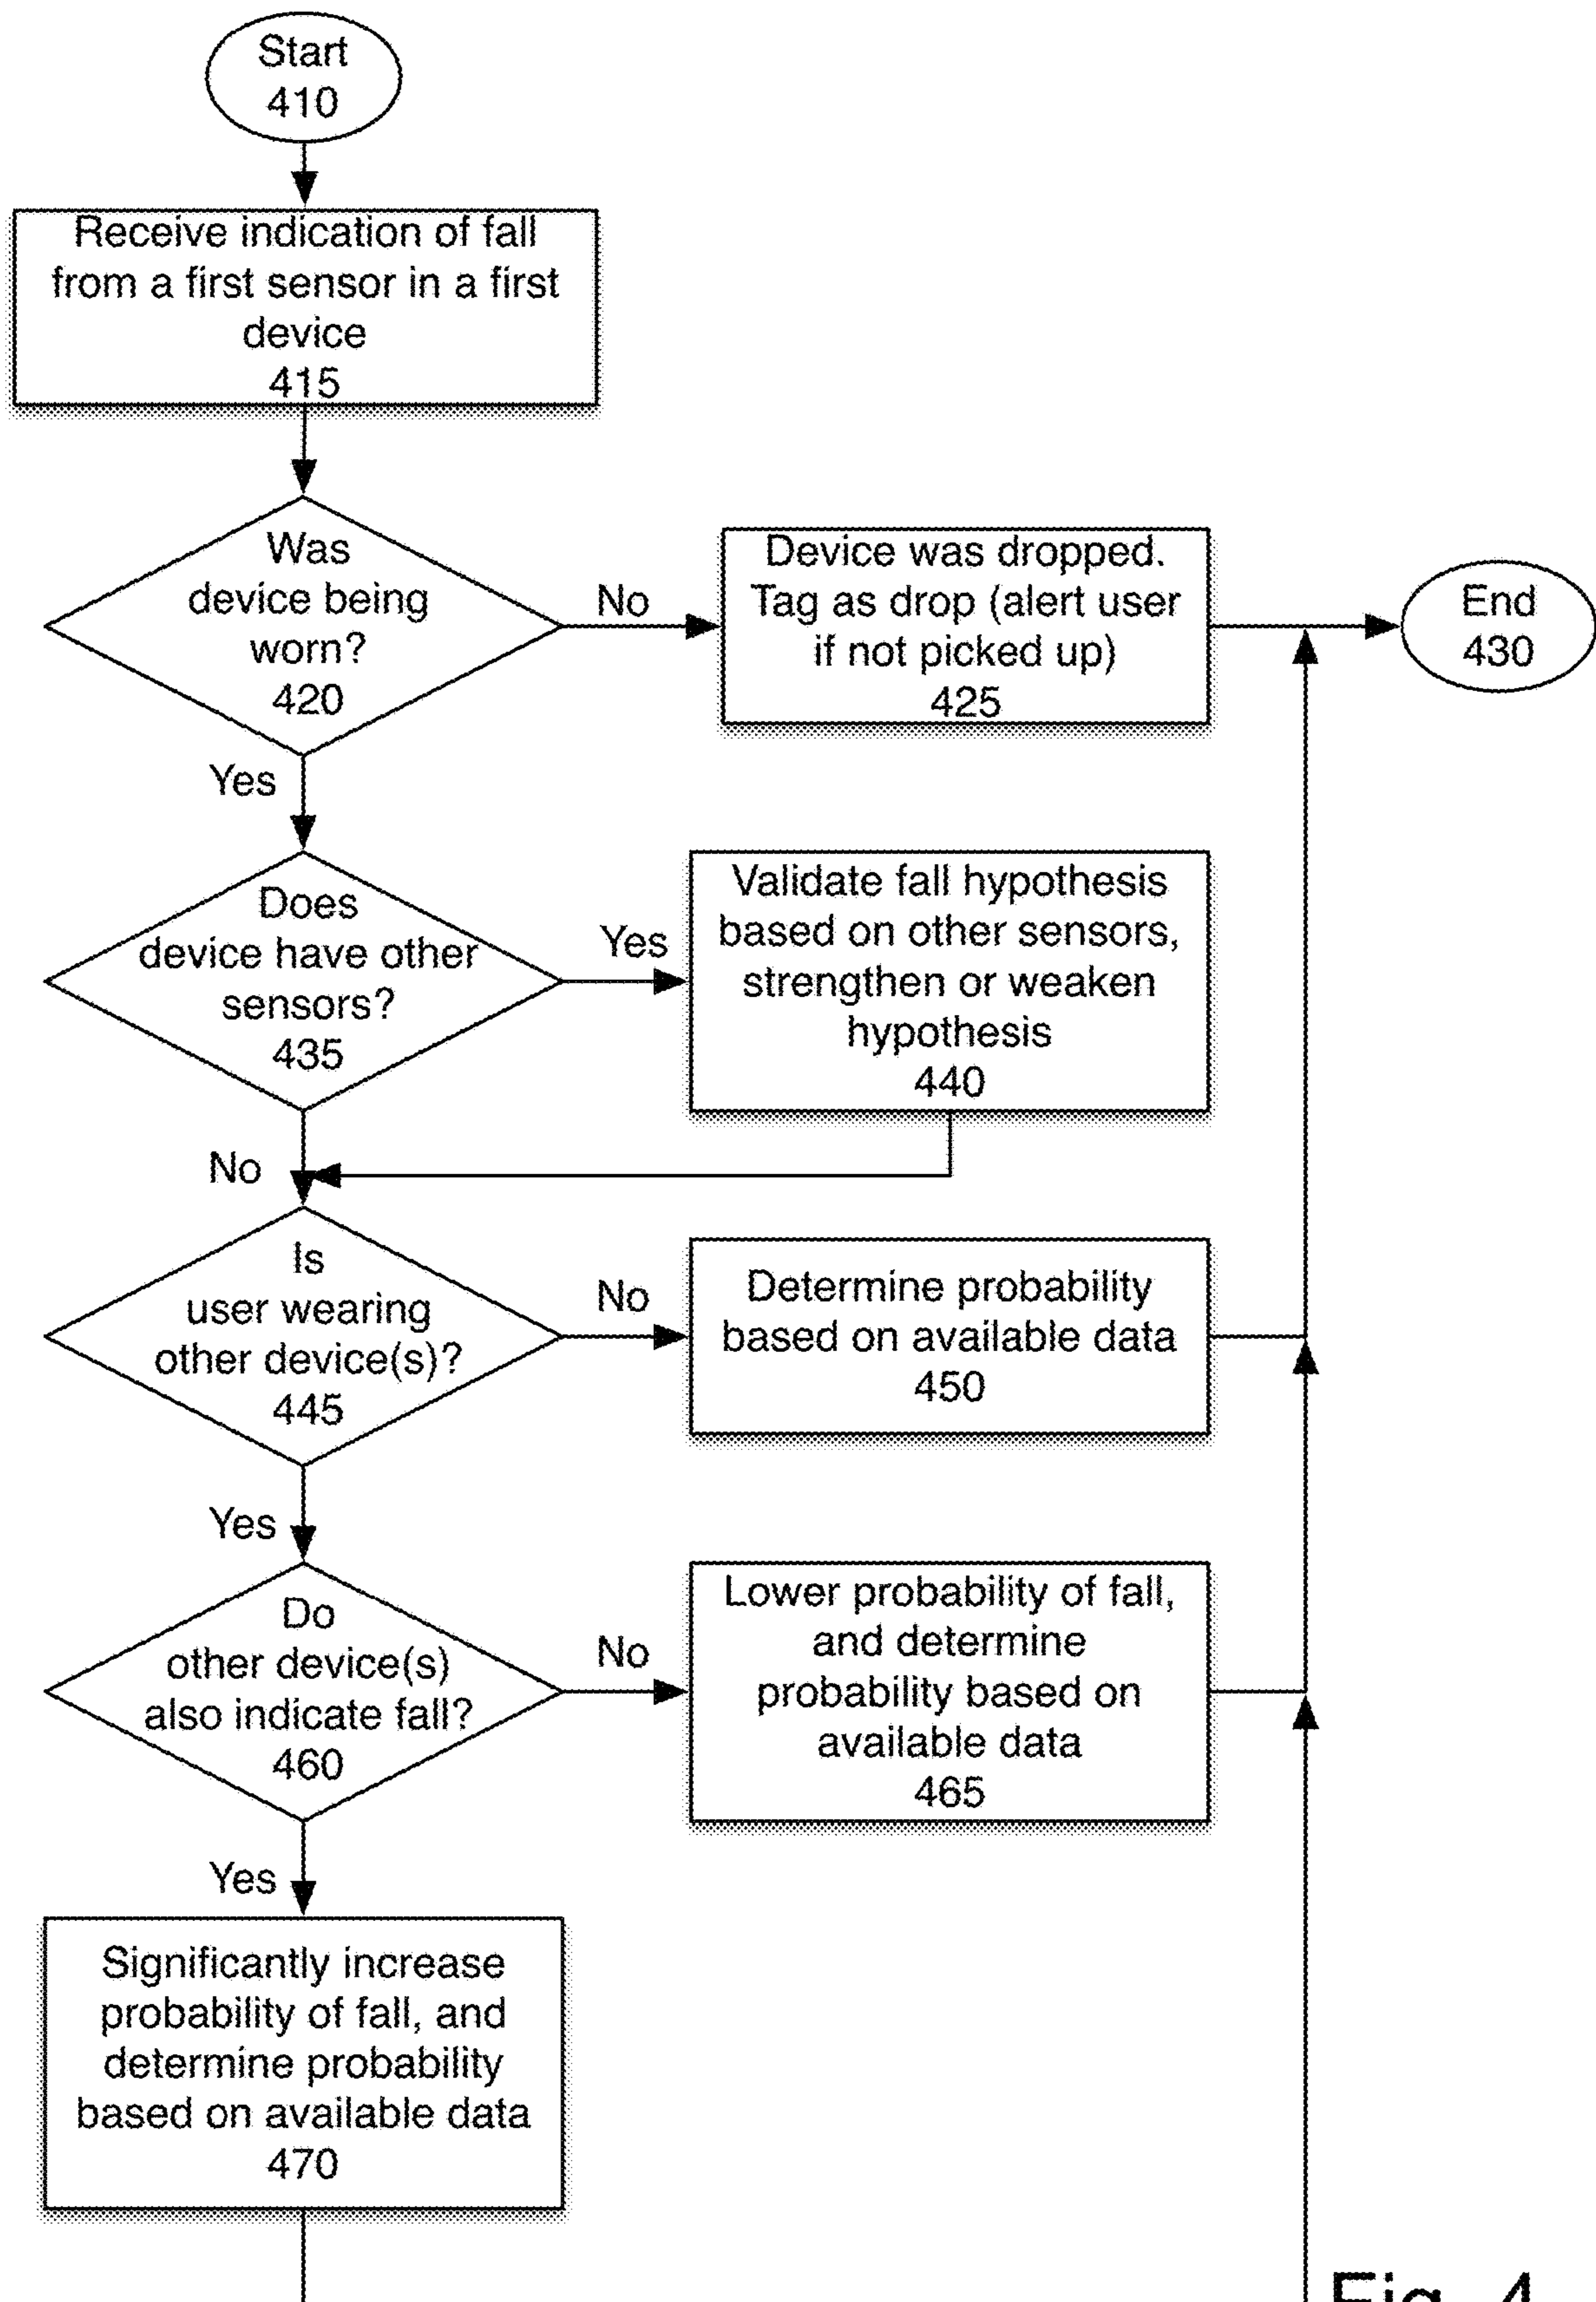 Start
410
Receive indication of fall
from a first sensor in a first
device
415
Was
device being
worn?
420
No
Device was dropped.
Tag as drop (alert user
if not picked up)
425
End
430
Yes
Does
device have other
sensors?
435
Yes
Validate fall hypothesis
based on other sensors,
strengthen or weaken
hypothesis
440
No
Is
user wearing
other device(s)?
445
No
Determine probability
based on available data
450
Yes
Do
other device(s)
also indicate fall?
460
No
Lower probability of fall,
and determine
probability based on
available data
465
Yes
Significantly increase
probability of fall, and
determine probability
based on available data
470
Fig. 4